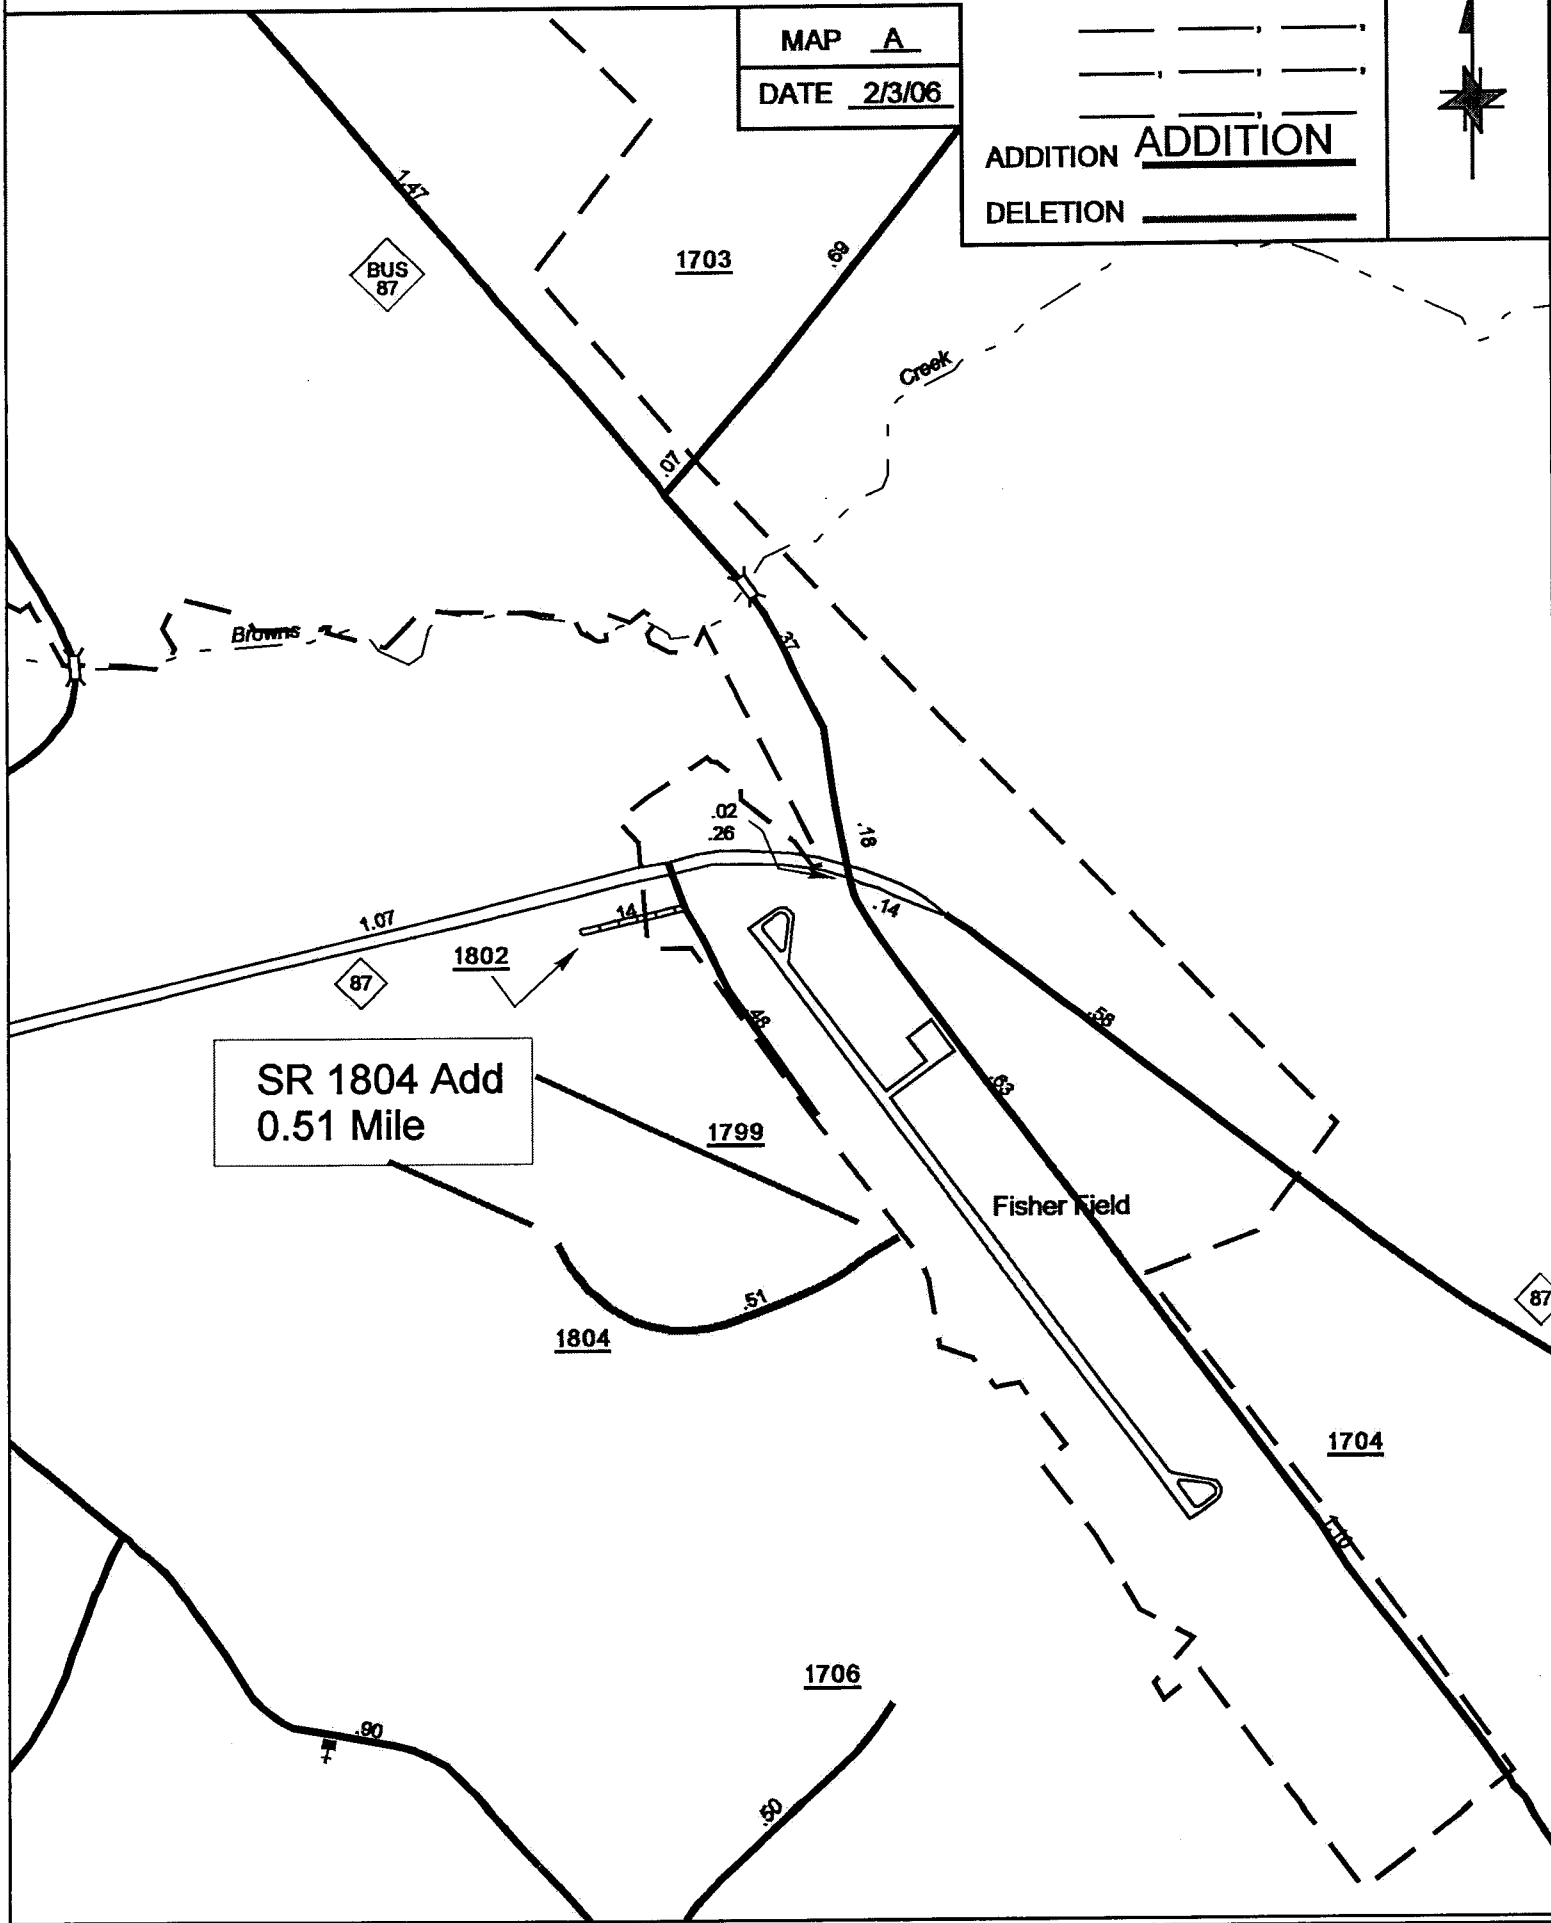 MAP A
DATE 2/3/06
ADDITION ADDITION
DELETION
1.47
BUS
87
1703
.69
Creek
.07
Browns
.37
.02
.26
.18
1.07
14
.14
1802
87
.48
.58
SR 1804 Add
0.51 Mile
.63
1799
Fisher Field
.51
87
1804
1704
1.10
1706
.90
.50